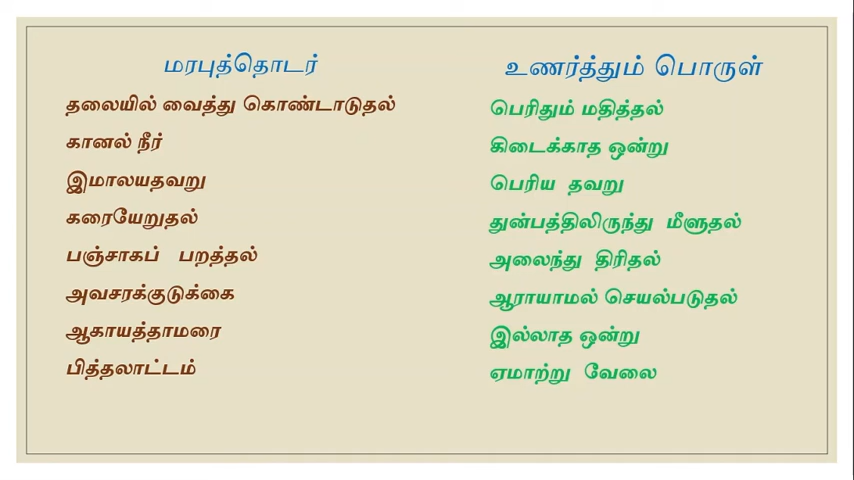 மரபுத்தொடர் உணர்த்தும் பொருள்
தலையில் வைத்து கொண்டாடுதல் பெரிதும் மதித்தல்
கானல் நீர் கிடைக்காத ஒன்று
இமாலயதவறு பெரிய தவறு
கரையேறுதல் துன்பத்திலிருந்து மீளுதல்
பஞ்சாகப் பறத்தல் அலைந்து திரிதல்
அவசரக்குடுக்கை ஆராயாமல் செயல்படுதல்
ஆகாயத்தாமரை இல்லாத ஒன்று
பித்தலாட்டம் ஏமாற்று வேலை